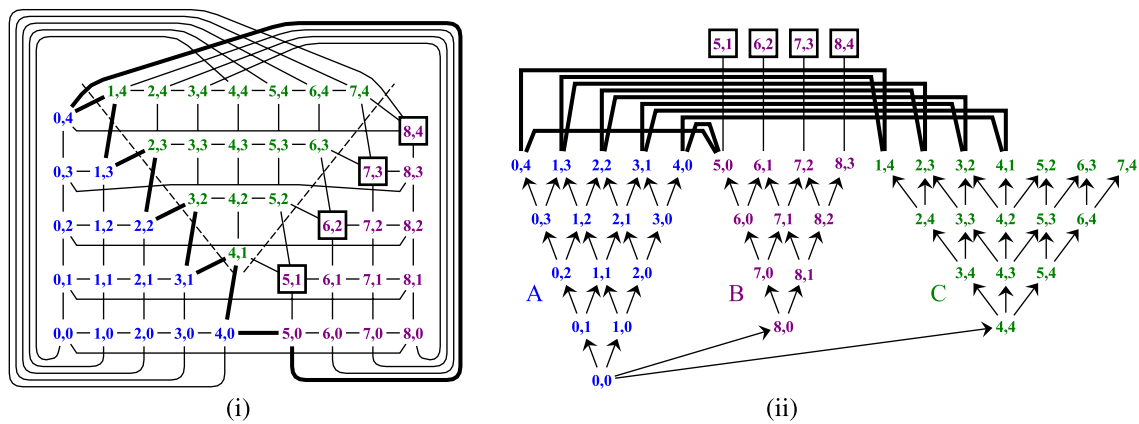 1,4 2,4 3,4 4,4 5,4 6,4 7,4
0,4
8,4
2,3 3,3 4,3 5,3 6,3
0,3 1,3 7,3 8,3
3,2 4,2 5,2
0,2 1,2 2,2 6,2 7,2 8,2
4,1
0,1 1,1 2,1 3,1 5,1 6,1 7,1 8,1
0,0 1,0 2,0 3,0 4,0 5,0 6,0 7,0 8,0
(i)
5,1 6,2 7,3 8,4
0,4 1,3 2,2 3,1 4,0 5,0 6,1 7,2 8,3 1,4 2,3 3,2 4,1 5,2 6,3 7,4
0,3 1,2 2,1 3,0 6,0 7,1 8,2 2,4 3,3 4,2 5,3 6,4
0,2 1,1 2,0 7,0 8,1 3,4 4,3 5,4
A B C
0,1 1,0 8,0 4,4
0,0
(ii)